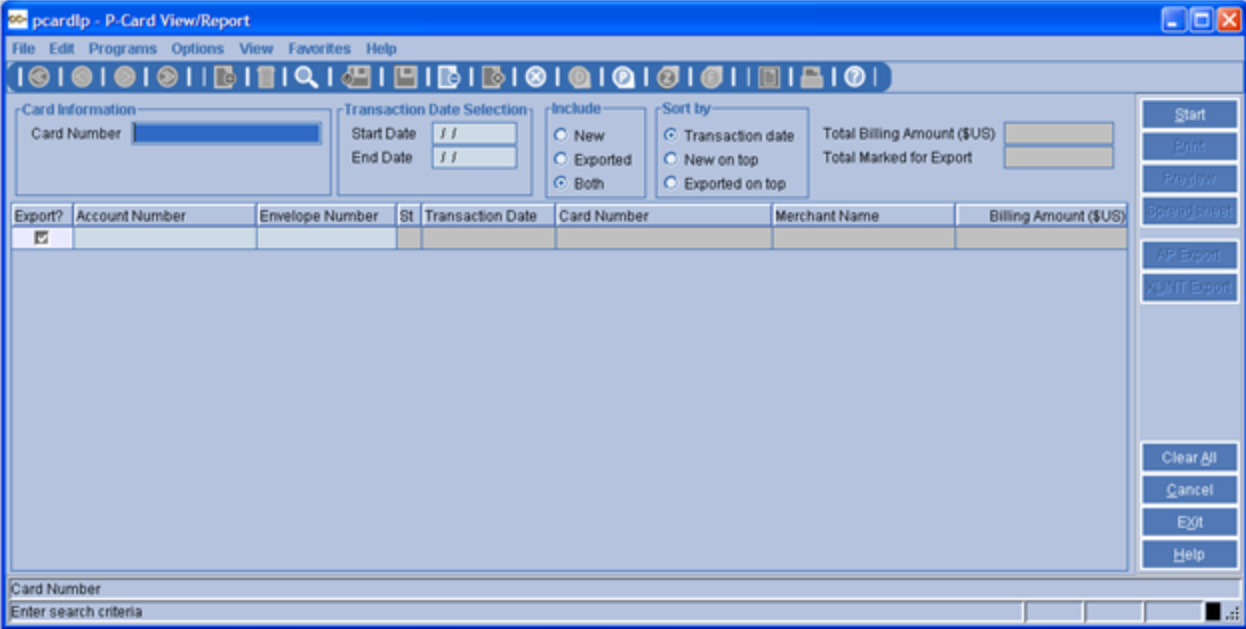 pcardlp - P-Card View/Report
File Edit Programs Options View Favorites Help
Card Information
Card Number
Transaction Date Selection
Start Date / /
End Date / /
Include
New
Exported
Both
Sort by
Transaction date
New on top
Exported on top
Total Billing Amount ($US)
Total Marked for Export
Start
Print
Preview
Spreadsheet
AP Export
XLINT Export
Export? Account Number Envelope Number St Transaction Date Card Number Merchant Name Billing Amount ($US)
Clear All
Cancel
EXit
Help
Card Number
Enter search criteria